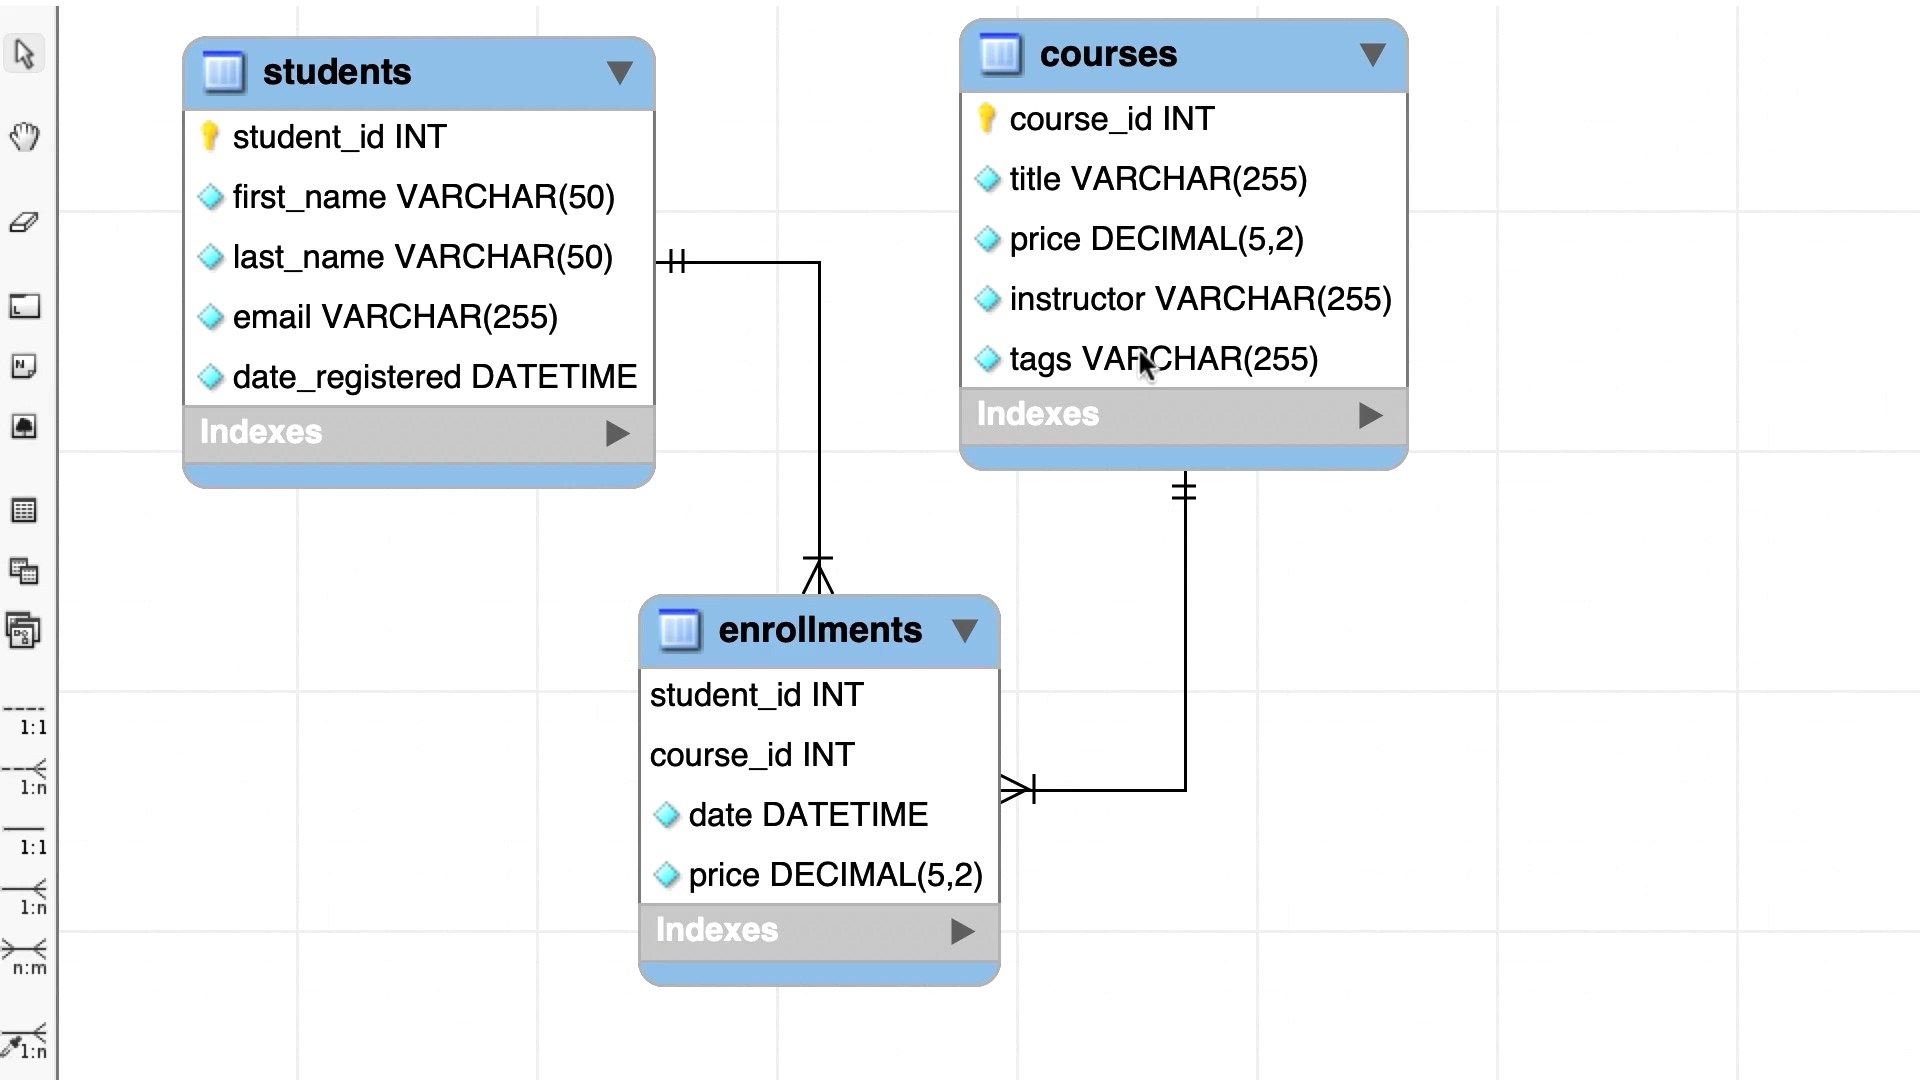 students
student_id INT
first_name VARCHAR(50)
last_name VARCHAR(50)
email VARCHAR(255)
date_registered DATETIME
Indexes
courses
course_id INT
title VARCHAR(255)
price DECIMAL(5,2)
instructor VARCHAR(255)
tags VARCHAR(255)
Indexes
enrollments
student_id INT
course_id INT
date DATETIME
price DECIMAL(5,2)
Indexes
1:1
1:n
1:1
1:n
n:m
1:n